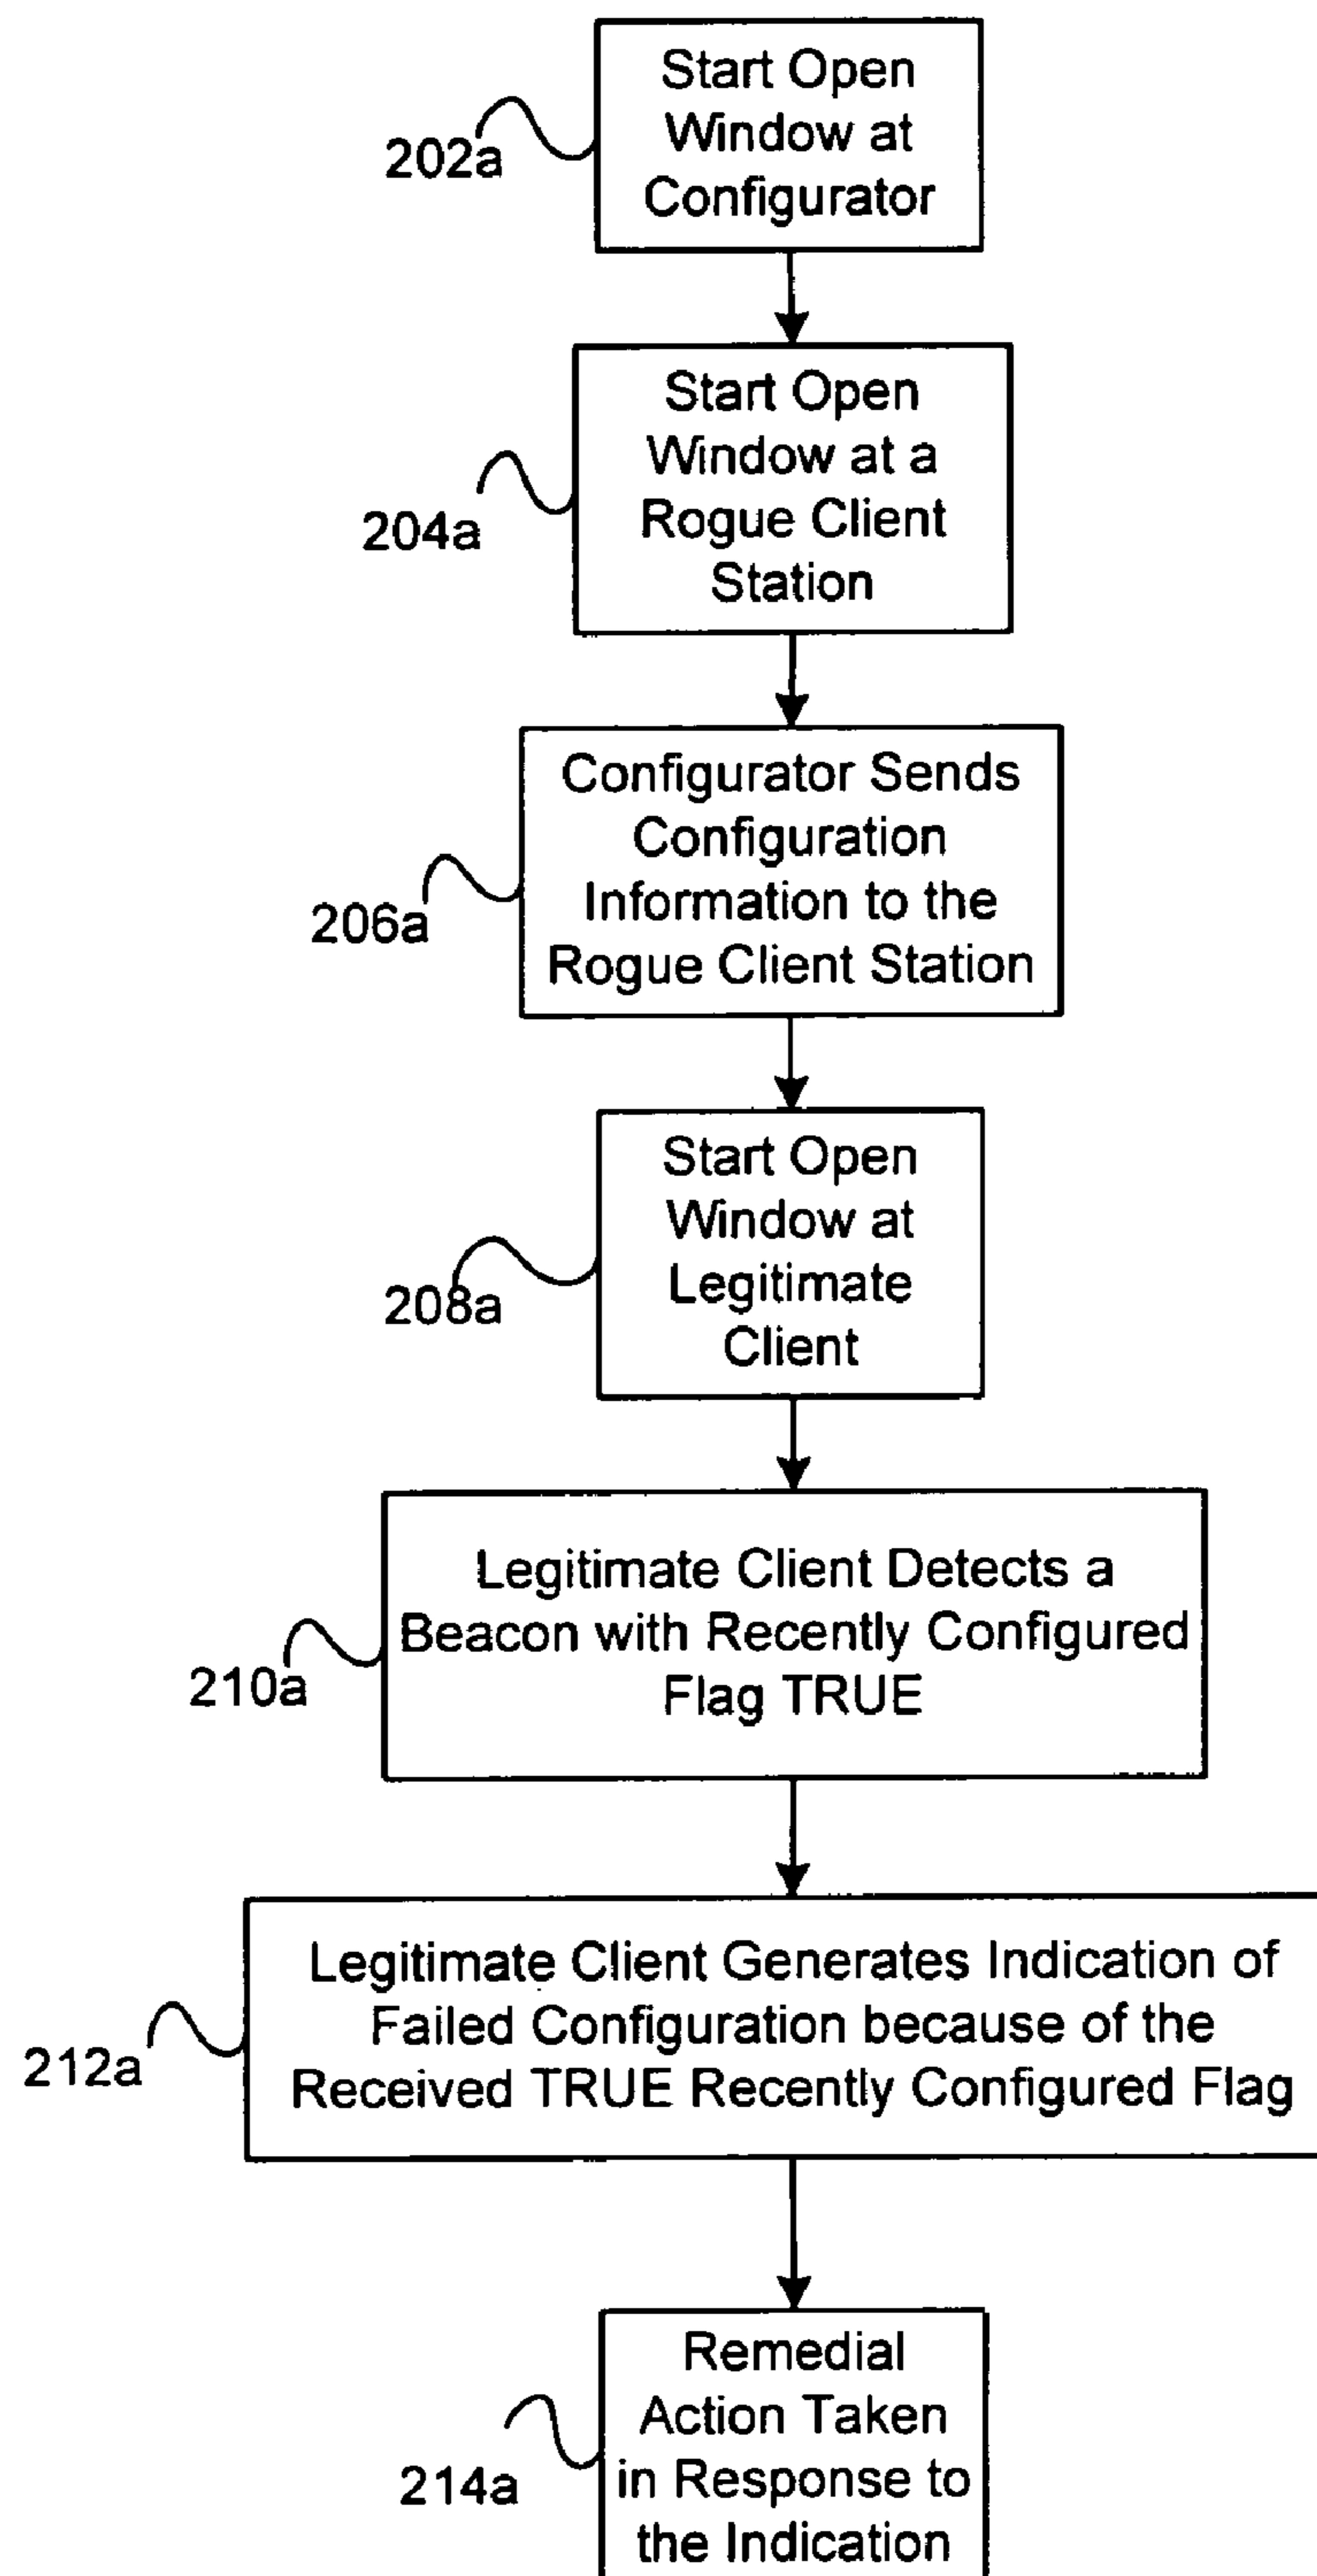 Start Open
Window at
Configurator
202a
Start Open
Window at a
Rogue Client
Station
204a
Configurator Sends
Configuration
Information to the
Rogue Client Station
206a
Start Open
Window at
Legitimate
Client
208a
Legitimate Client Detects a
Beacon with Recently Configured
Flag TRUE
210a
Legitimate Client Generates Indication of
Failed Configuration because of the
Received TRUE Recently Configured Flag
212a
Remedial
Action Taken
in Response to
the Indication
214a